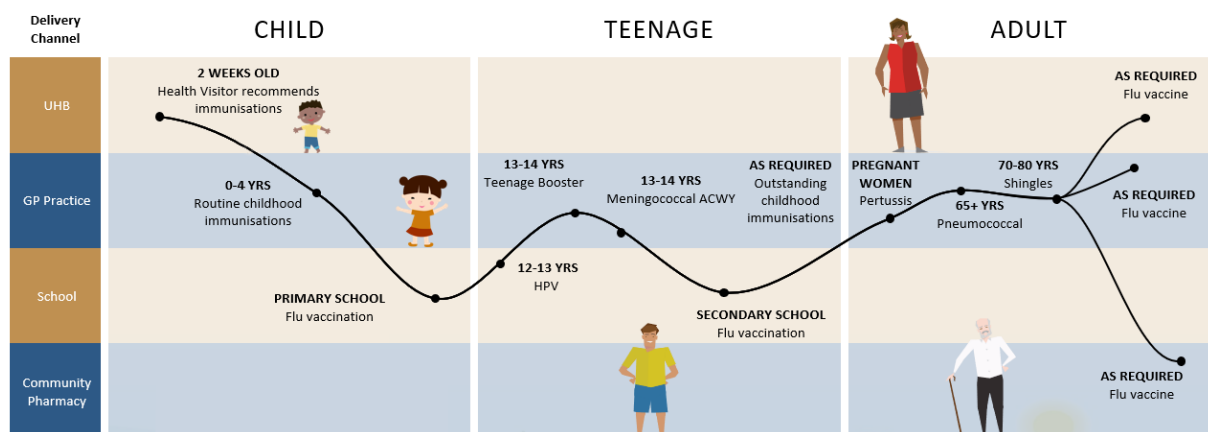 Delivery
Channel
CHILD
TEENAGE
ADULT
UHB
2 WEEKS OLD
Health Visitor recommends
immunisations
AS REQUIRED
Flu vaccine
GP Practice
0-4 YRS
Routine childhood
immunisations
13-14 YRS
Teenage Booster
13-14 YRS
Meningococcal ACWY
AS REQUIRED
Outstanding
childhood
immunisations
PREGNANT
WOMEN
Pertussis
65+ YRS
Pneumococcal
70-80 YRS
Shingles
AS REQUIRED
Flu vaccine
School
PRIMARY SCHOOL
Flu vaccination
12-13 YRS
HPV
SECONDARY SCHOOL
Flu vaccination
Community
Pharmacy
AS REQUIRED
Flu vaccine